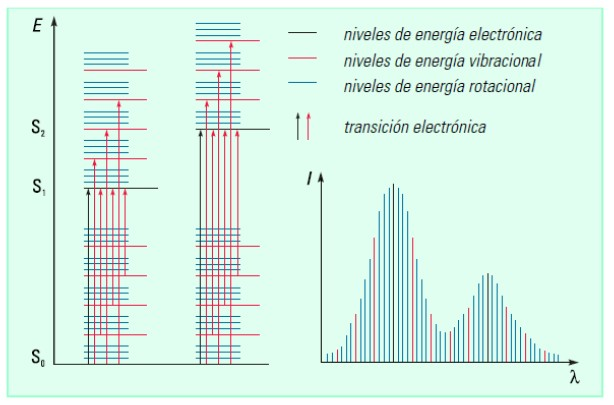 E
niveles de energía electrónica
niveles de energía vibracional
niveles de energía rotacional
transición electrónica
S₂
S₁
S₀
I
λ